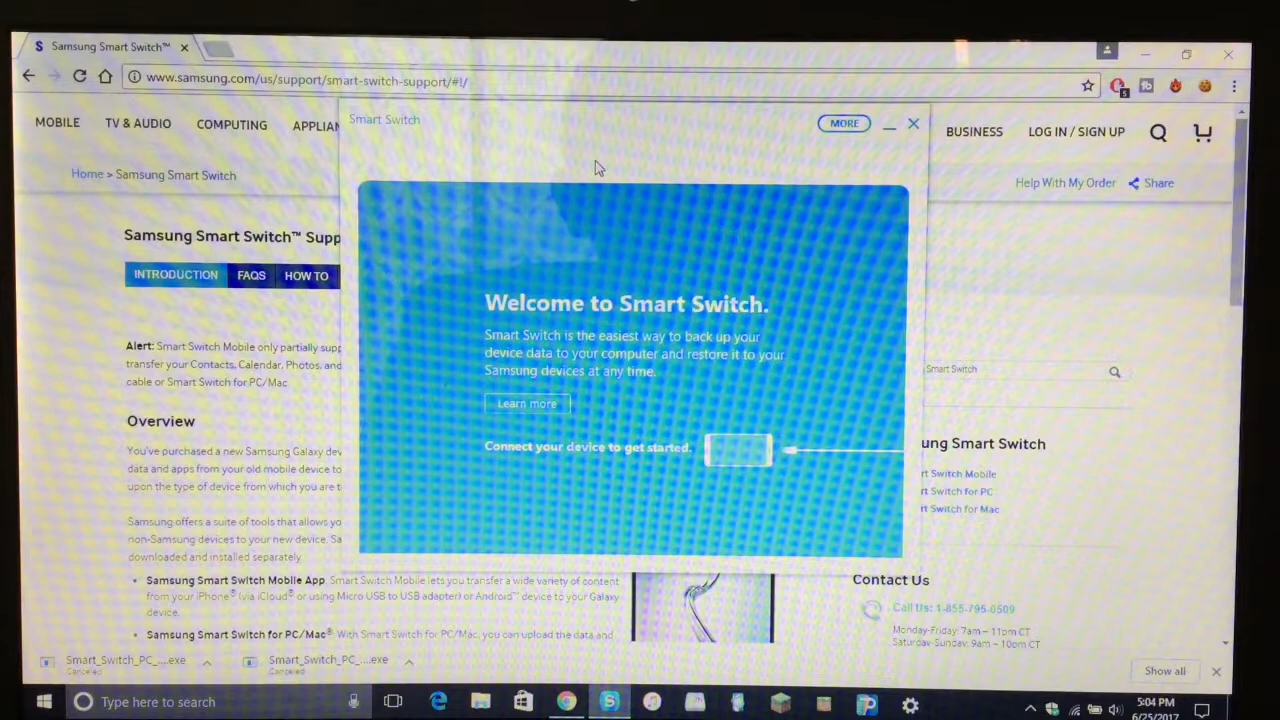 Samsung Smart Switch™
www.samsung.com/us/support/smart-switch-support/#!/
MOBILE TV & AUDIO COMPUTING APPLIAN
BUSINESS LOG IN / SIGN UP
Home > Samsung Smart Switch
Help With My Order Share
Smart Switch
MORE
Samsung Smart Switch™ Supp
INTRODUCTION FAQS HOW TO
Welcome to Smart Switch.
Smart Switch is the easiest way to back up your
device data to your computer and restore it to your
Samsung devices at any time.
Learn more
Connect your device to get started.
Alert: Smart Switch Mobile only partially supp
transfer your Contacts, Calendar, Photos, and
cable or Smart Switch for PC/Mac
Overview
You've purchased a new Samsung Galaxy dev
data and apps from your old mobile device to
upon the type of device from which you are t
Samsung offers a suite of tools that allows yo
non-Samsung devices to your new device. Sa
downloaded and installed separately.
Samsung Smart Switch Mobile App. Smart Switch Mobile lets you transfer a wide variety of content
from your iPhone® (via iCloud® or using Micro USB to USB adapter) or Android™ device to your Galaxy
device.
Samsung Smart Switch for PC/Mac®. With Smart Switch for PC/Mac, you can upload the data and
Smart Switch
ung Smart Switch
rt Switch Mobile
rt Switch for PC
rt Switch for Mac
Contact Us
Call Us: 1-855-795-0509
Monday-Friday: 7am – 11pm CT
Saturday-Sunday: 9am – 10pm CT
Smart_Switch_PC_....exe
Canceled
Smart_Switch_PC_....exe
Canceled
Show all
Type here to search
5:04 PM
6/25/2017